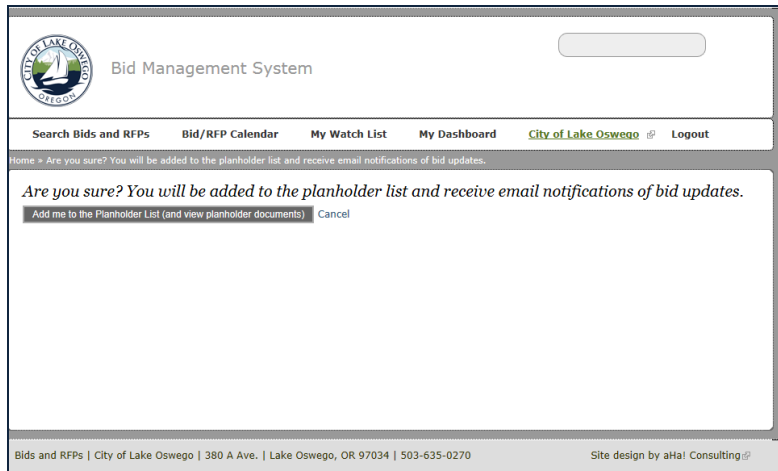 CITY OF LAKE OSWEGO
OREGON
Bid Management System
Search Bids and RFPs Bid/RFP Calendar My Watch List My Dashboard City of Lake Oswego Logout
Home » Are you sure? You will be added to the planholder list and receive email notifications of bid updates.
Are you sure? You will be added to the planholder list and receive email notifications of bid updates.
Add me to the Planholder List (and view planholder documents) Cancel
Bids and RFPs | City of Lake Oswego | 380 A Ave. | Lake Oswego, OR 97034 | 503-635-0270 Site design by aHa! Consulting